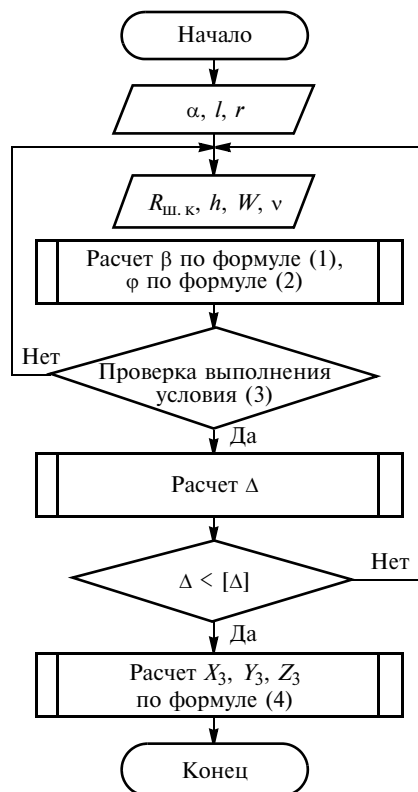 Начало
α, l, r
Rш. к, h, W, ν
Расчет β по формуле (1),
φ по формуле (2)
Нет
Проверка выполнения
условия (3)
Да
Расчет Δ
Нет
Δ < [Δ]
Да
Расчет X3, Y3, Z3
по формуле (4)
Конец